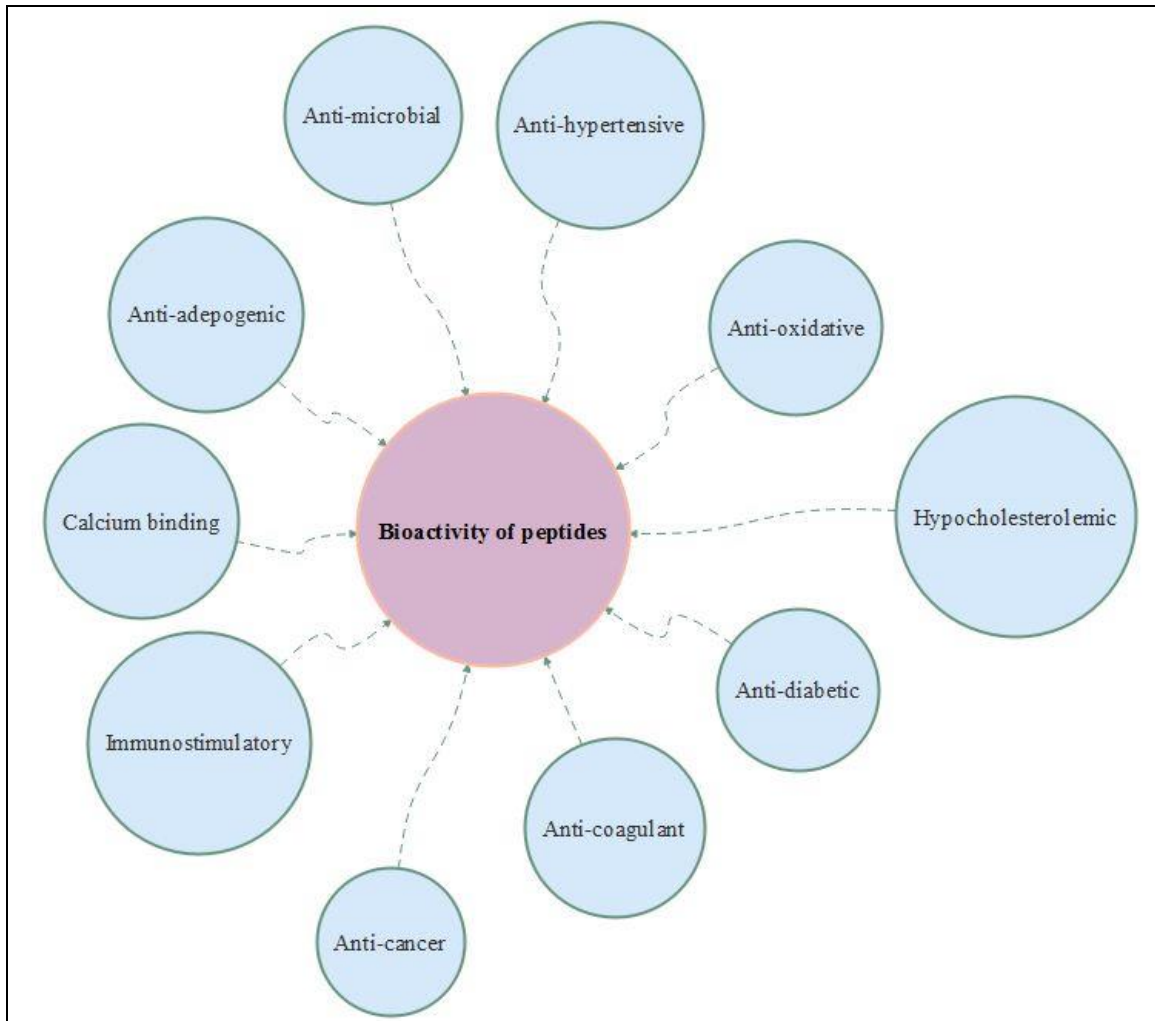 Anti-microbial
Anti-hypertensive
Anti-adepogenic
Anti-oxidative
Calcium binding
Bioactivity of peptides
Hypocholesterolemic
Immunostimulatory
Anti-diabetic
Anti-coagulant
Anti-cancer